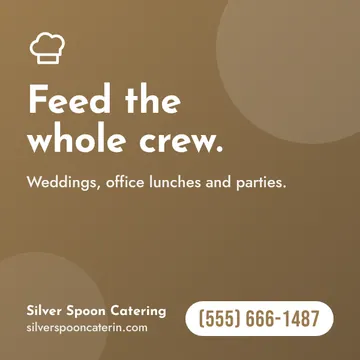 Feed the
whole crew.
Weddings, office lunches and parties.
Silver Spoon Catering
silverspooncaterin.com
(555) 666-1487